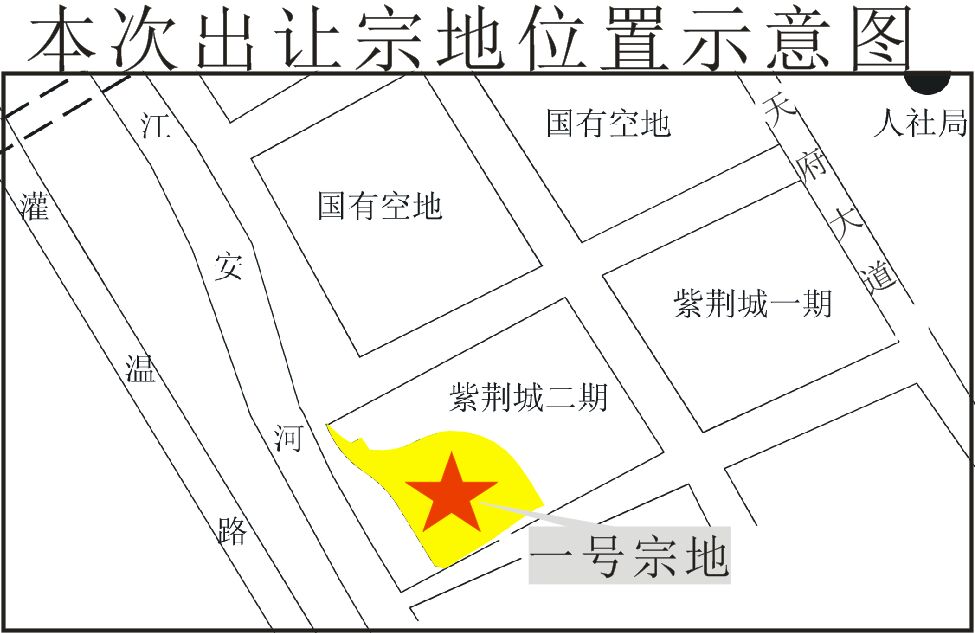 本次出让宗地位置示意图
江安河
灌温路
国有空地
国有空地
天府大道
人社局
紫荆城一期
紫荆城二期
一号宗地